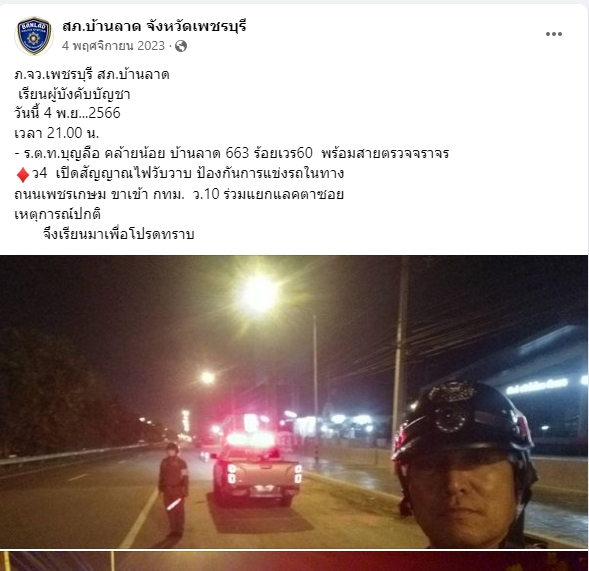 BANLAD
สภ.บ้านลาด จังหวัดเพชรบุรี
4 พฤศจิกายน 2023 ·
ภ.จว.เพชรบุรี สภ.บ้านลาด
เรียนผู้บังคับบัญชา
วันนี้ 4 พ.ย...2566
เวลา 21.00 น.
- ร.ต.ท.บุญลือ คล้ายน้อย บ้านลาด 663 ร้อยเวร60 พร้อมสายตรวจจราจร
♦️ว4 เปิดสัญญาณไฟวับวาบ ป้องกันการแข่งรถในทาง
ถนนเพชรเกษม ขาเข้า กทม. ว.10 ร่วมแยกแลคตาซอย
เหตุการณ์ปกติ
จึงเรียนมาเพื่อโปรดทราบ